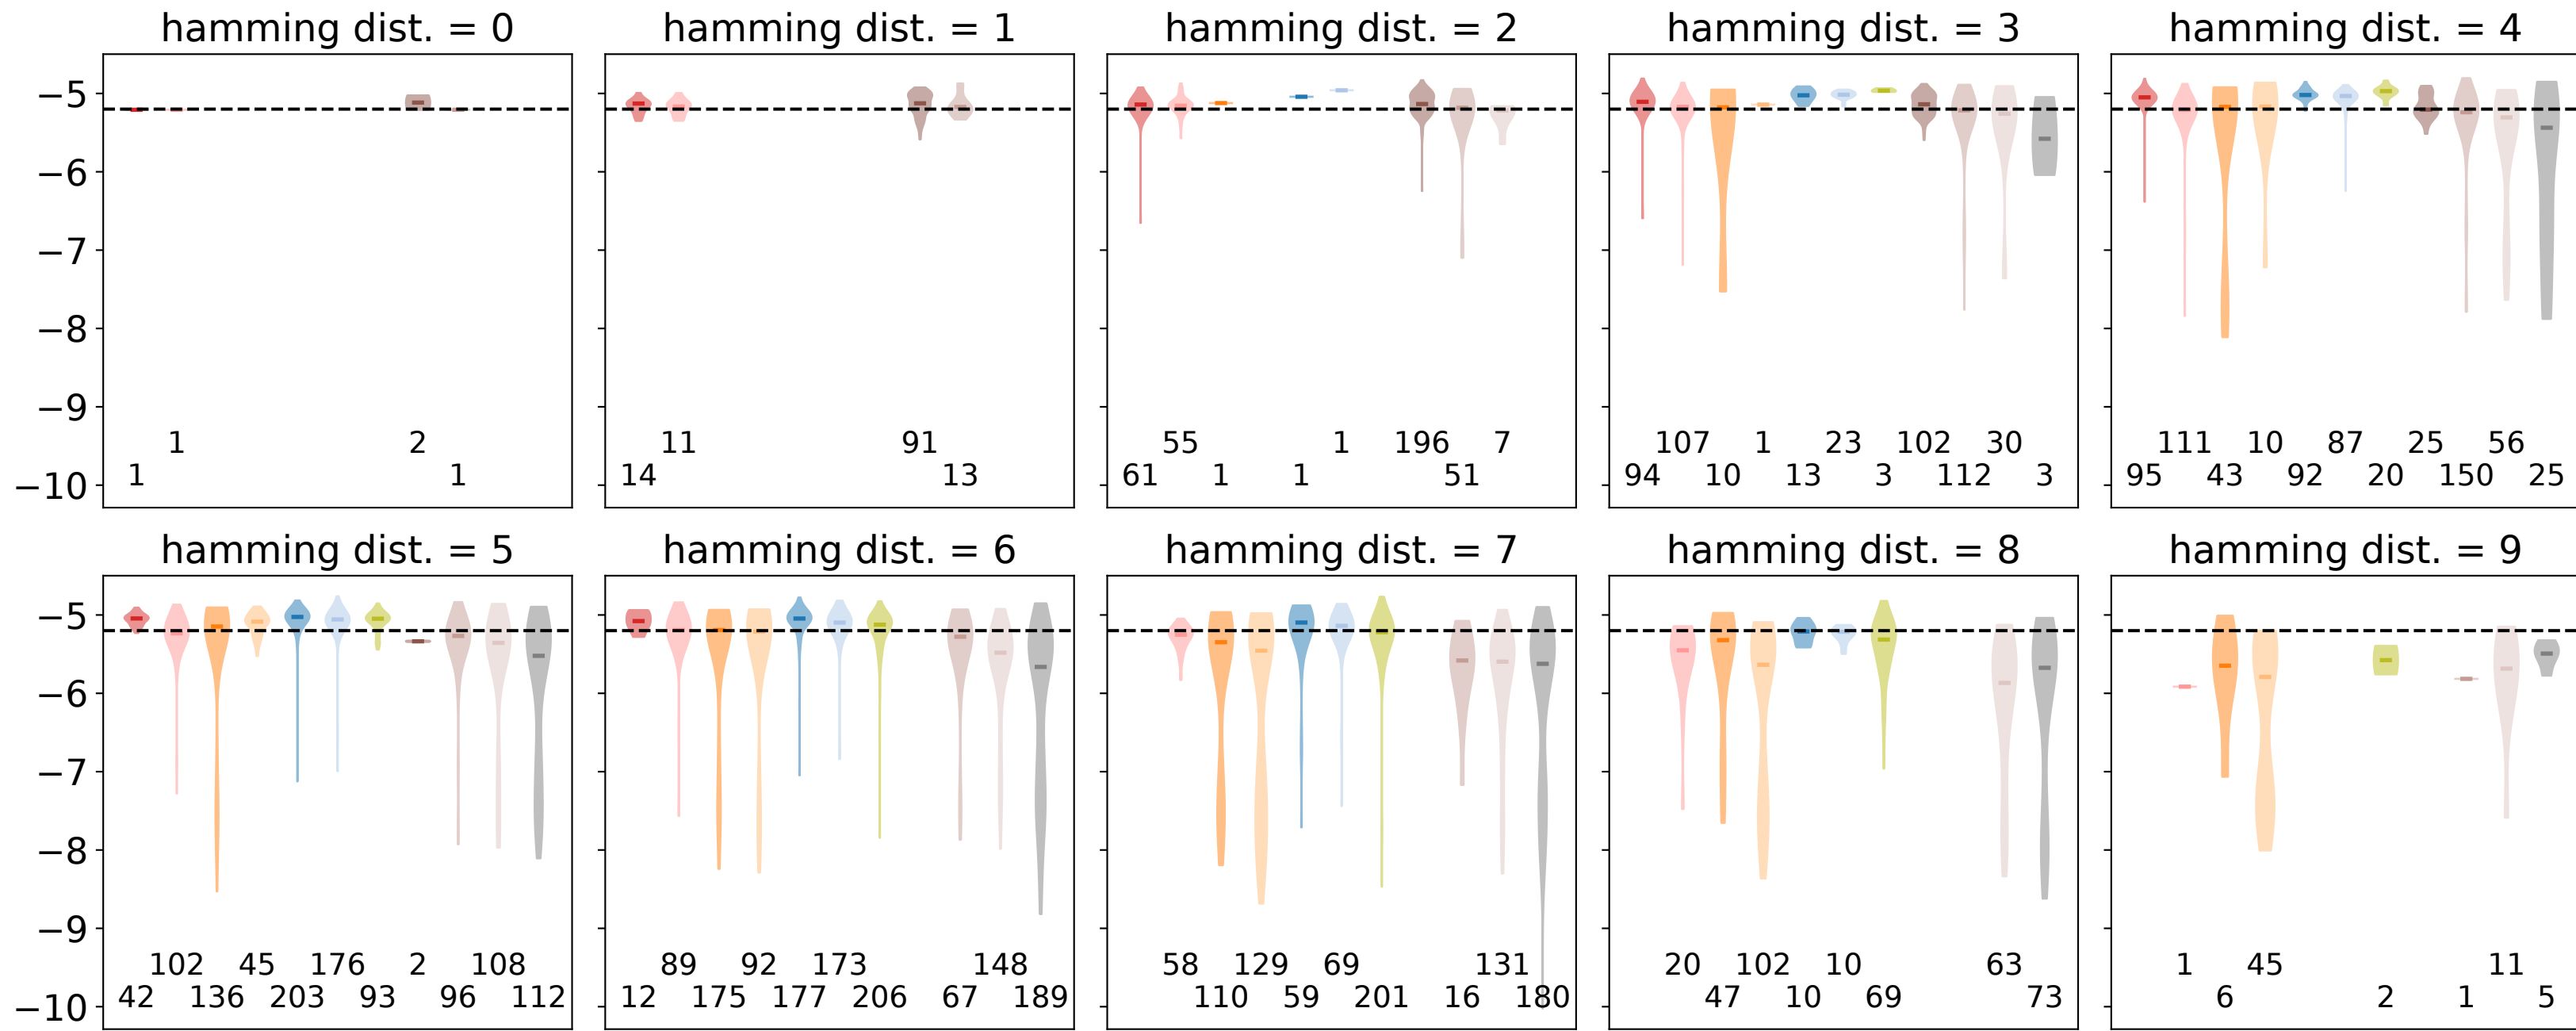 hamming dist. = 0 hamming dist. = 1 hamming dist. = 2 hamming dist. = 3 hamming dist. = 4
−5
−6
−7
−8
−9
−10
1 2
1 1
11 91
14 13
55 1 196 7
61 1 1 51
107 1 23 102 30
94 10 13 3 112 3
111 10 87 25 56
95 43 92 20 150 25
hamming dist. = 5 hamming dist. = 6 hamming dist. = 7 hamming dist. = 8 hamming dist. = 9
−5
−6
−7
−8
−9
−10
102 45 176 2 108
42 136 203 93 96 112
89 92 173 148
12 175 177 206 67 189
58 129 69 131
110 59 201 16 180
20 102 10 63
47 10 69 73
1 45 11
6 2 1 5